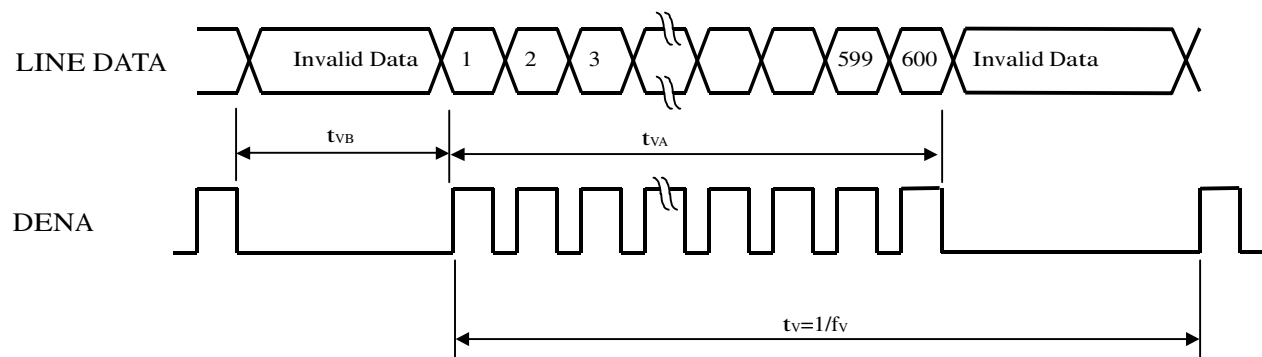 LINE DATA Invalid Data 1 2 3 599 600 Invalid Data
tVB tVA
DENA
tV=1/fV